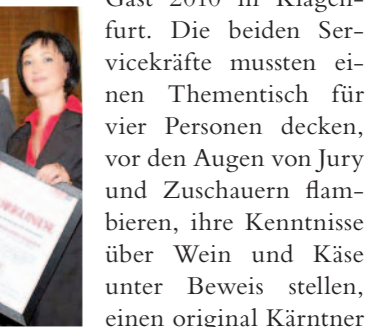 Gast 2010 in Klagen-
furt. Die beiden Ser-
vicekräfte mussten ei-
nen Thementisch für
vier Personen decken,
vor den Augen von Jury
und Zuschauern flam-
bieren, ihre Kenntnisse
über Wein und Käse
unter Beweis stellen,
einen original Kärntner